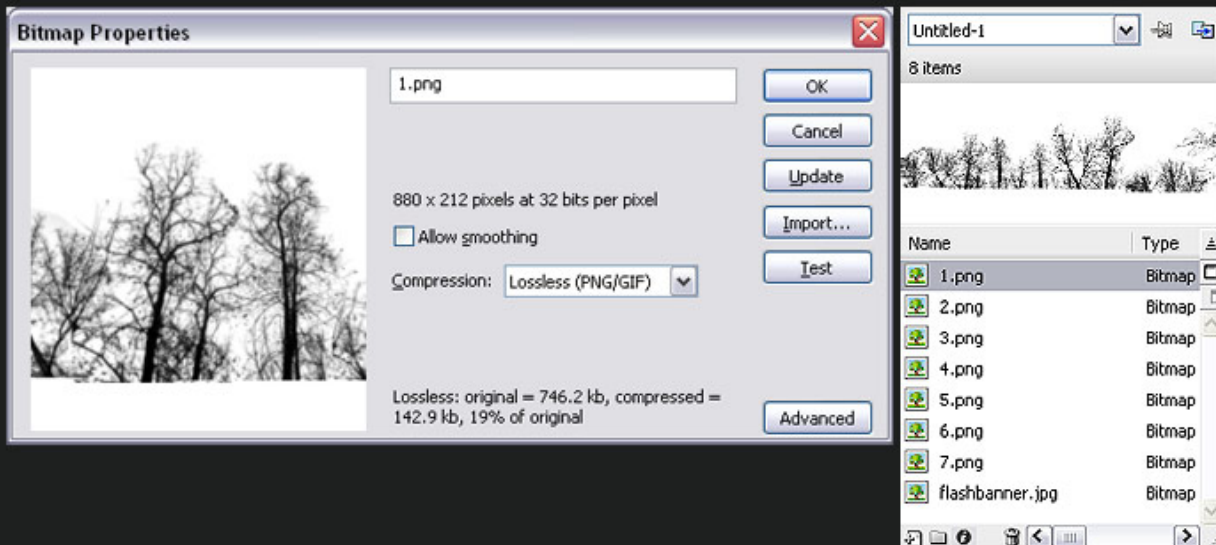 Bitmap Properties
1.png
OK
Cancel
Update
Import...
Test
880 x 212 pixels at 32 bits per pixel
Allow smoothing
Compression: Lossless (PNG/GIF)
Lossless: original = 746.2 kb, compressed =
142.9 kb, 19% of original
Advanced
Untitled-1
8 items
Name Type
1.png Bitmap
2.png Bitmap
3.png Bitmap
4.png Bitmap
5.png Bitmap
6.png Bitmap
7.png Bitmap
flashbanner.jpg Bitmap